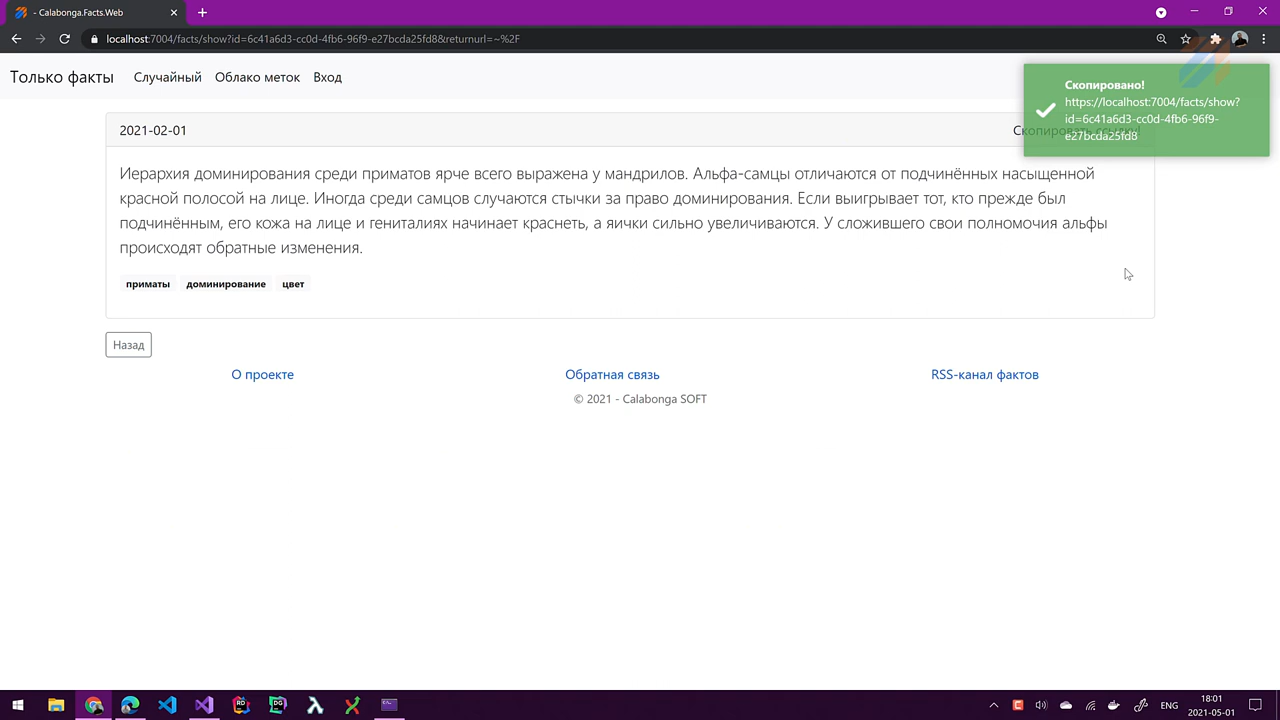 - Calabonga.Facts.Web
localhost:7004/facts/show?id=6c41a6d3-cc0d-4fb6-96f9-e27bcda25fd8&returnurl=~%2F
Только факты Случайный Облако меток Вход
Скопировано!
https://localhost:7004/facts/show?
id=6c41a6d3-cc0d-4fb6-96f9-
e27bcda25fd8
2021-02-01 Скопировать ссылку
Иерархия доминирования среди приматов ярче всего выражена у мандрилов. Альфа-самцы отличаются от подчинённых насыщенной
красной полосой на лице. Иногда среди самцов случаются стычки за право доминирования. Если выигрывает тот, кто прежде был
подчинённым, его кожа на лице и гениталиях начинает краснеть, а яички сильно увеличиваются. У сложившего свои полномочия альфы
происходят обратные изменения.
приматы доминирование цвет
Назад
О проекте Обратная связь RSS-канал фактов
© 2021 - Calabonga SOFT
ENG
18:01
2021-05-01